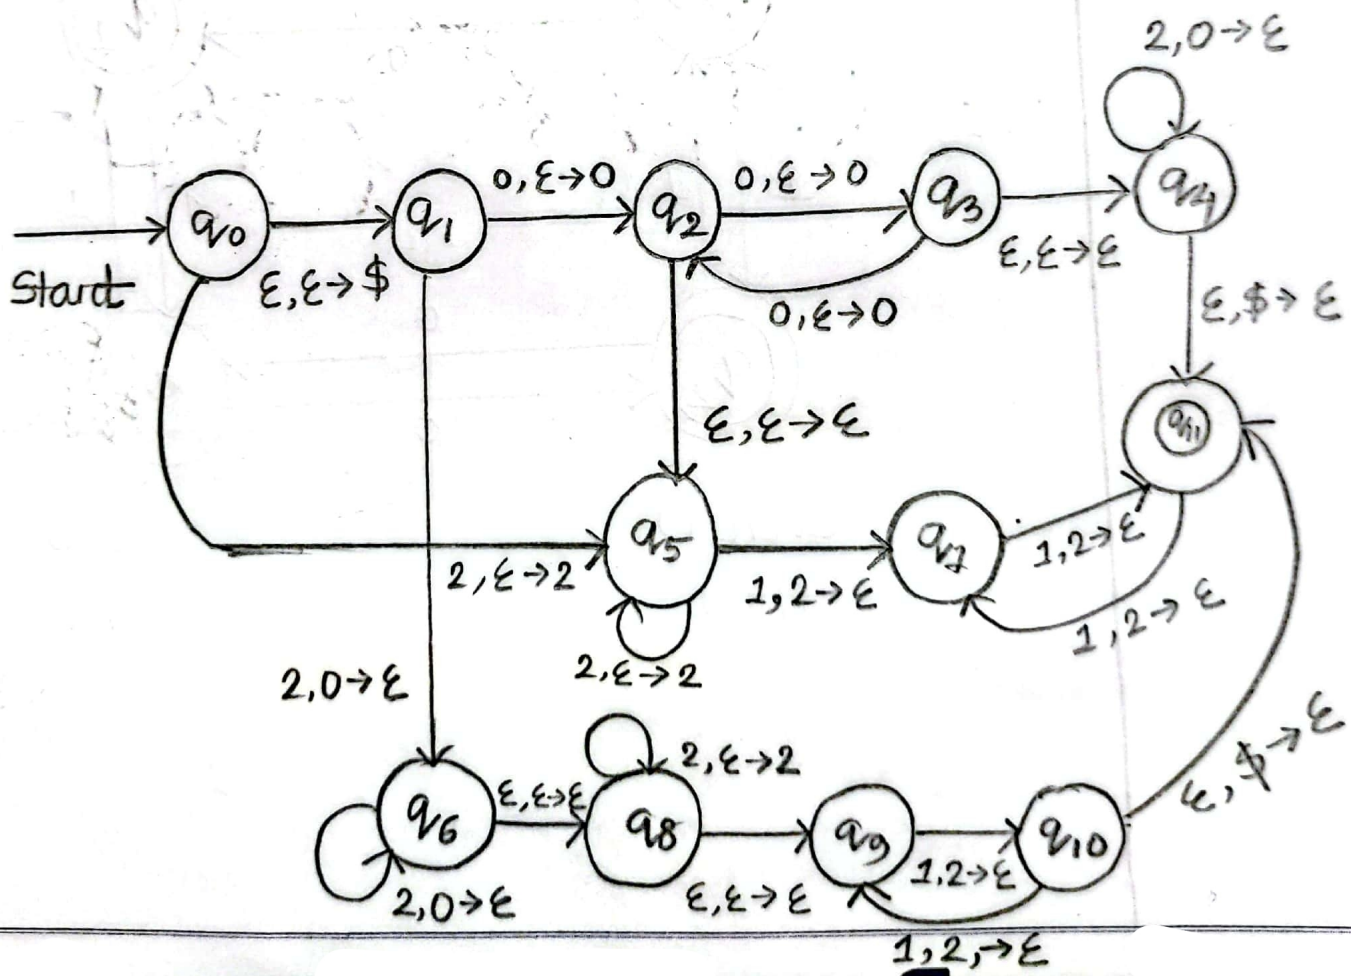 2,0→ε
q0
q1
0,ε→0
q2
0,ε→0
q3
q4
Start
ε,ε→$
0,ε→0
ε,ε→ε
ε,$→ε
ε,ε→ε
q11
q5
2,ε→2
1,2→ε
q7
1,2→ε
1,2→ε
2,ε→2
2,0→ε
2,ε→2
q6
ε,ε→ε
q8
q9
q10
ε,$→ε
2,0→ε
ε,ε→ε
1,2→ε
1,2,→ε